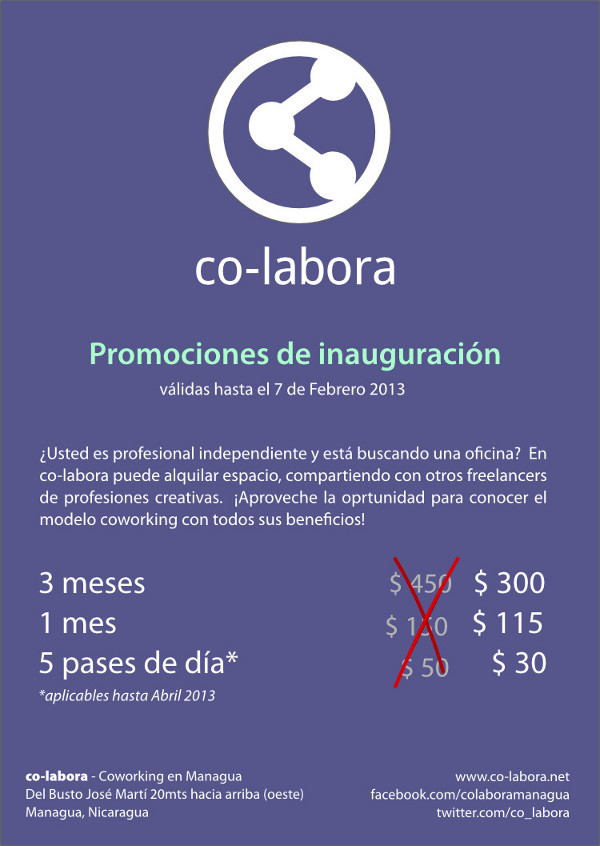 co-labora
Promociones de inauguración
válidas hasta el 7 de Febrero 2013
¿Usted es profesional independiente y está buscando una oficina? En
co-labora puede alquilar espacio, compartiendo con otros freelancers
de profesiones creativas. ¡Aproveche la oprtunidad para conocer el
modelo coworking con todos sus beneficios!
3 meses $ 450 $ 300
1 mes $ 150 $ 115
5 pases de día* $ 50 $ 30
*aplicables hasta Abril 2013
co-labora - Coworking en Managua
Del Busto José Martí 20mts hacia arriba (oeste)
Managua, Nicaragua
www.co-labora.net
facebook.com/colaboramanagua
twitter.com/co_labora